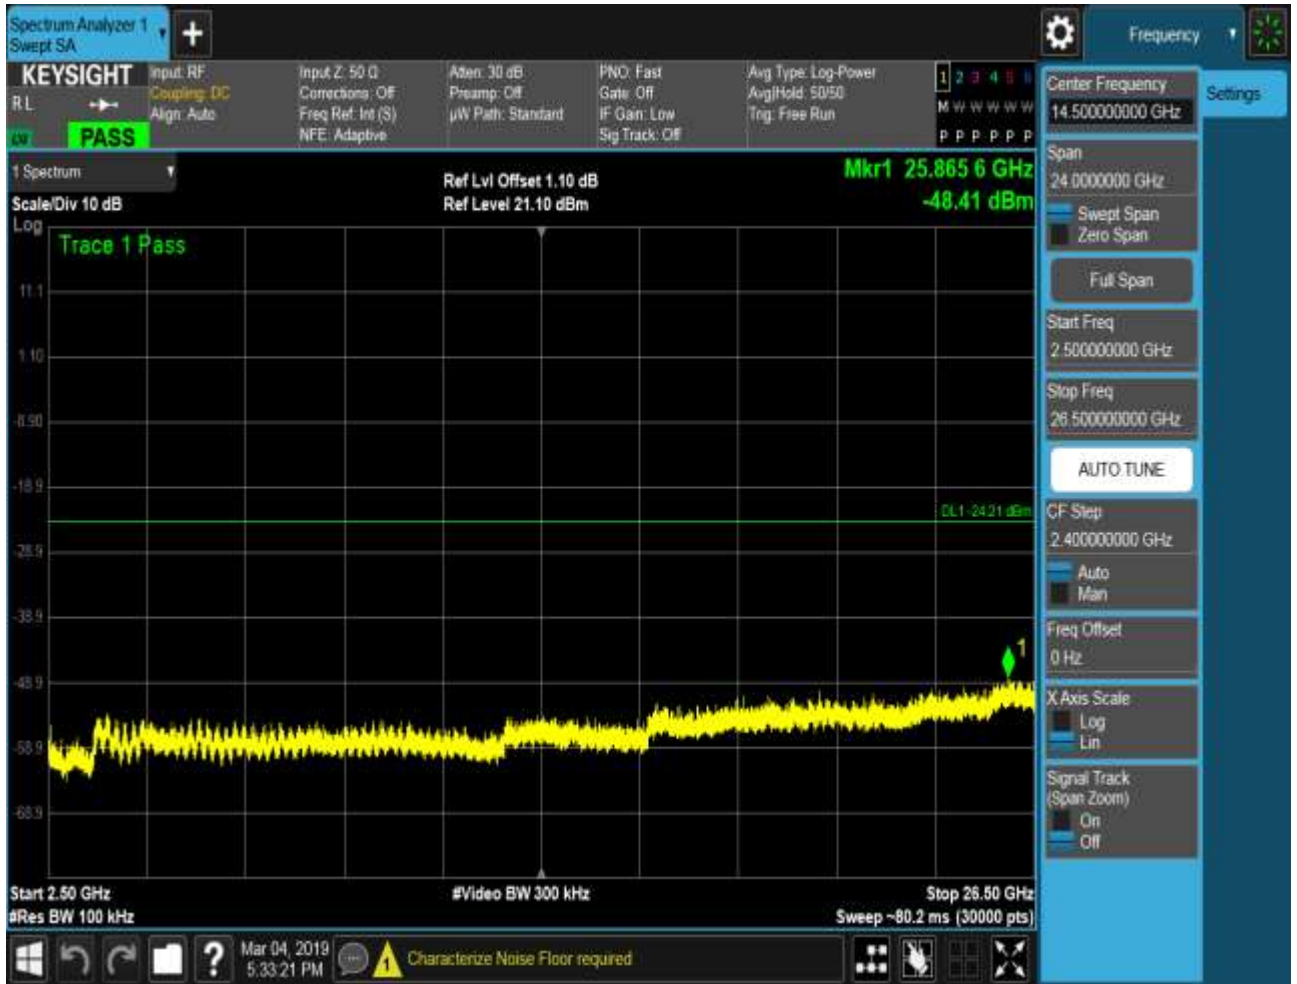 Spectrum Analyzer 1
Swept SA
+
Frequency
KEYSIGHT
R L
LW
PASS
Input: RF
Coupling: DC
Align: Auto
Input Z: 50 Ω
Corrections: Off
Freq Ref: Int (S)
NFE: Adaptive
Atten: 30 dB
Preamp: Off
µW Path: Standard
PNO: Fast
Gate: Off
IF Gain: Low
Sig Track: Off
Avg Type: Log-Power
Avg|Hold: 50/50
Trig: Free Run
1 2 3 4 5 6
M W W W W W
P P P P P P
1 Spectrum
Scale/Div 10 dB
Log
Ref Lvl Offset 1.10 dB
Ref Level 21.10 dBm
Mkr1 25.865 6 GHz
-48.41 dBm
Trace 1 Pass
11.1
1.10
-8.90
-18.9
DL1 -24.21 dBm
-28.9
-38.9
1
-48.9
-58.9
-68.9
Start 2.50 GHz
#Video BW 300 kHz
Stop 26.50 GHz
#Res BW 100 kHz
Sweep ~80.2 ms (30000 pts)
?
Mar 04, 2019
5:33:21 PM
1
Characterize Noise Floor required
Center Frequency
14.500000000 GHz
Settings
Span
24.0000000 GHz
Swept Span
Zero Span
Full Span
Start Freq
2.500000000 GHz
Stop Freq
26.500000000 GHz
AUTO TUNE
CF Step
2.400000000 GHz
Auto
Man
Freq Offset
0 Hz
X Axis Scale
Log
Lin
Signal Track
(Span Zoom)
On
Off